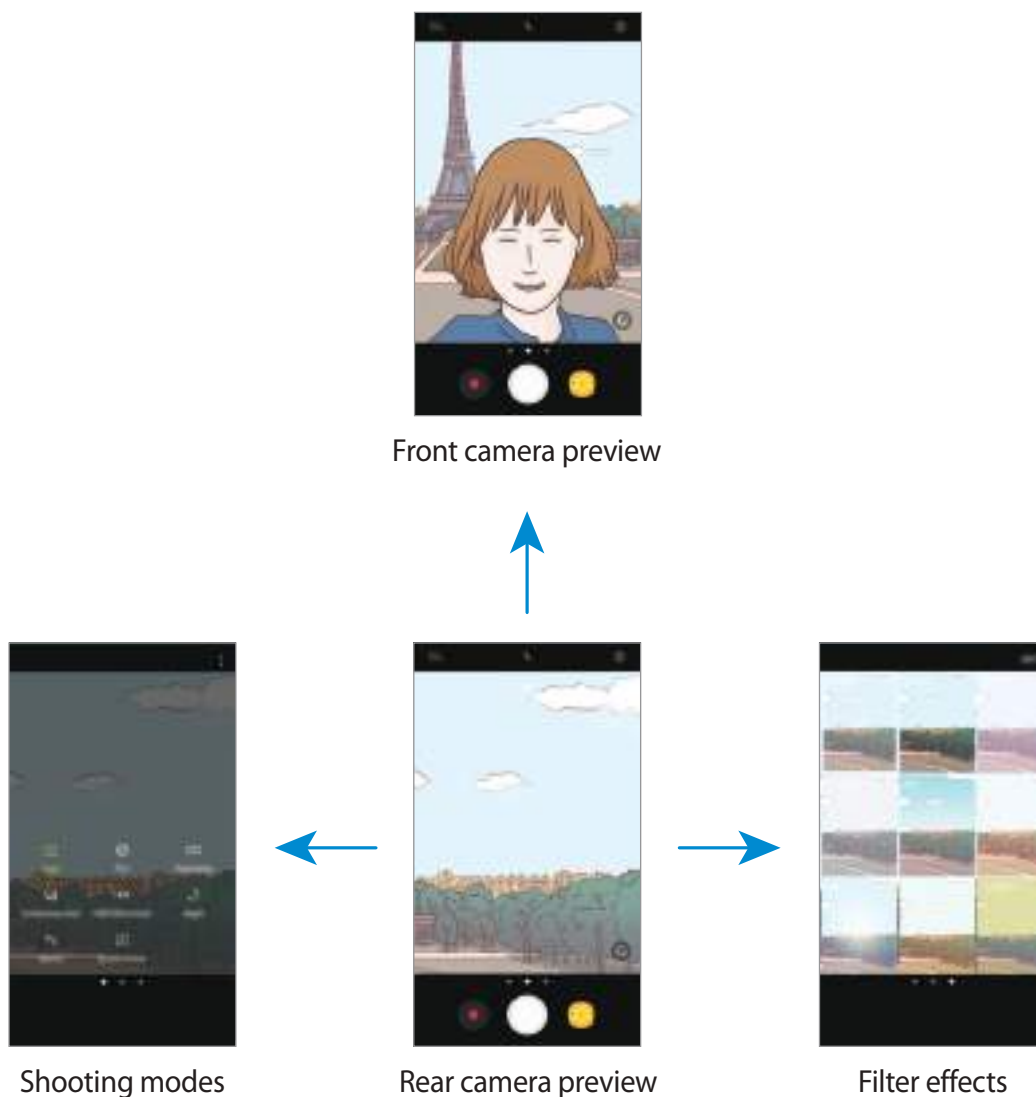 Front camera preview
Shooting modes
Rear camera preview
Filter effects